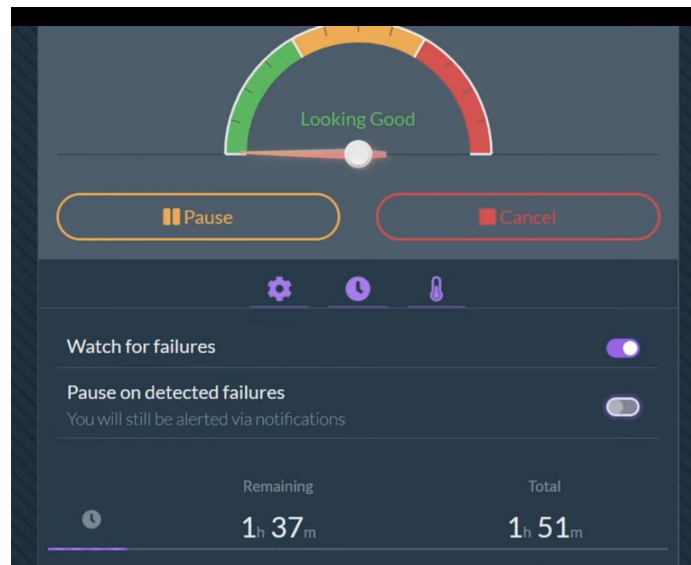 Looking Good
Pause
Cancel
Watch for failures
Pause on detected failures
You will still be alerted via notifications
Remaining
Total
1h 37m
1h 51m